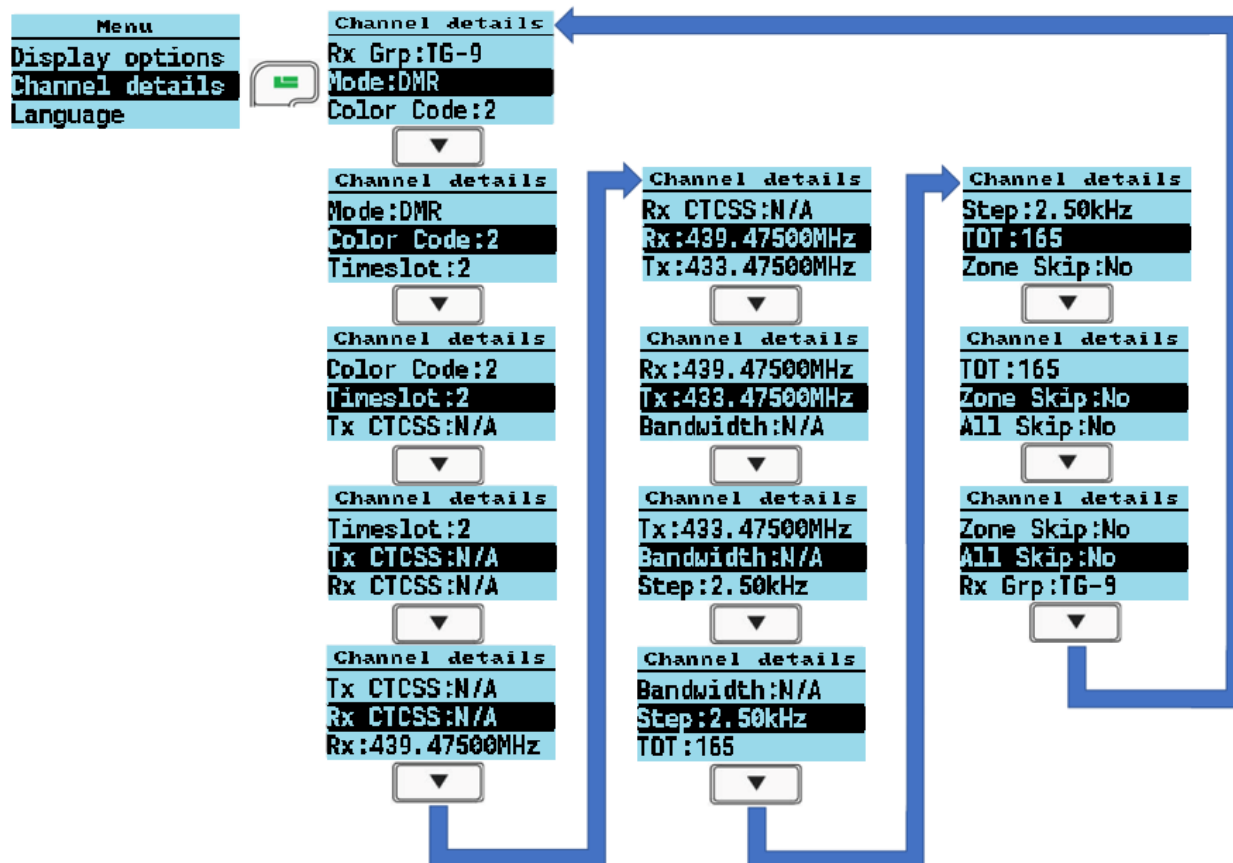 Menu
Display options
Channel details
Language
Channel details
Rx Grp:TG-9
Mode:DMR
Color Code:2
Channel details
Mode:DMR
Color Code:2
Timeslot:2
Channel details
Color Code:2
Timeslot:2
Tx CTCSS:N/A
Channel details
Timeslot:2
Tx CTCSS:N/A
Rx CTCSS:N/A
Channel details
Tx CTCSS:N/A
Rx CTCSS:N/A
Rx:439.47500MHz
Channel details
Rx CTCSS:N/A
Rx:439.47500MHz
Tx:433.47500MHz
Channel details
Rx:439.47500MHz
Tx:433.47500MHz
Bandwidth:N/A
Channel details
Tx:433.47500MHz
Bandwidth:N/A
Step:2.50kHz
Channel details
Bandwidth:N/A
Step:2.50kHz
TOT:165
Channel details
Step:2.50kHz
TOT:165
Zone Skip:No
Channel details
TOT:165
Zone Skip:No
All Skip:No
Channel details
Zone Skip:No
All Skip:No
Rx Grp:TG-9